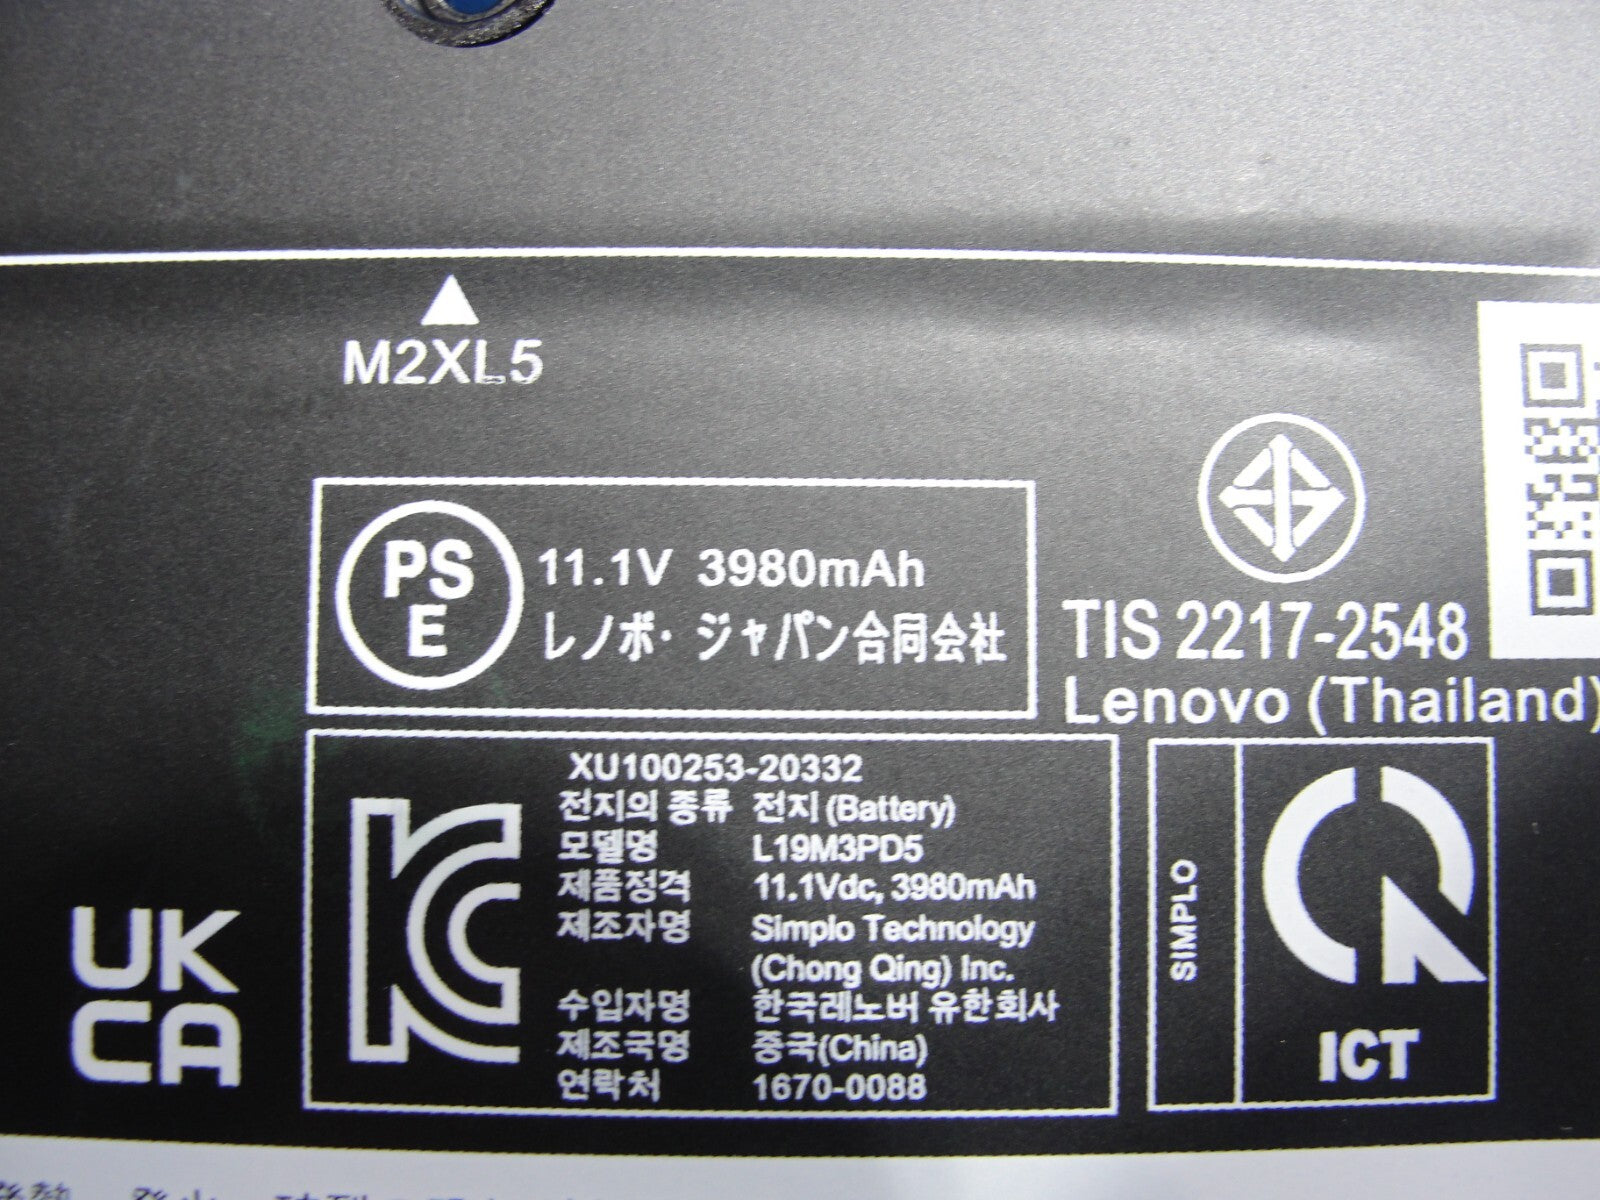 M2XL5
PS
E
11.1V 3980mAh
レノボ・ジャパン合同会社
TIS 2217-2548
Lenovo (Thailand)
XU100253-20332
전지의 종류 전지 (Battery)
모델명 L19M3PD5
제품정격 11.1Vdc, 3980mAh
제조자명 Simplo Technology
(Chong Qing) Inc.
수입자명 한국레노버 유한회사
제조국명 중국(China)
연락처 1670-0088
SIMPLO
ICT
UK
CA